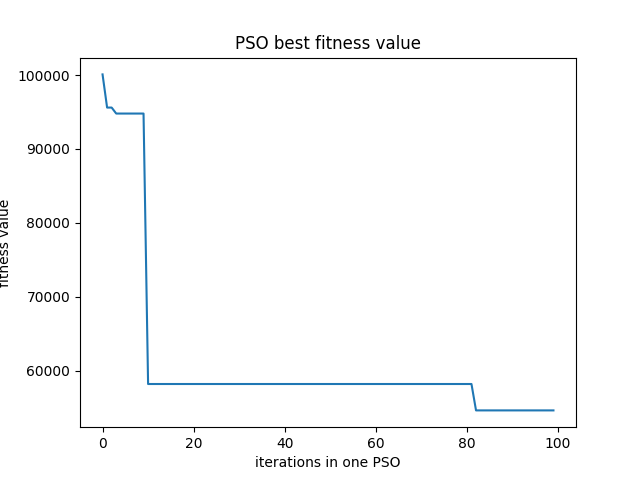 PSO best fitness value
100000
90000
80000
70000
60000
fitness value
0 20 40 60 80 100
iterations in one PSO